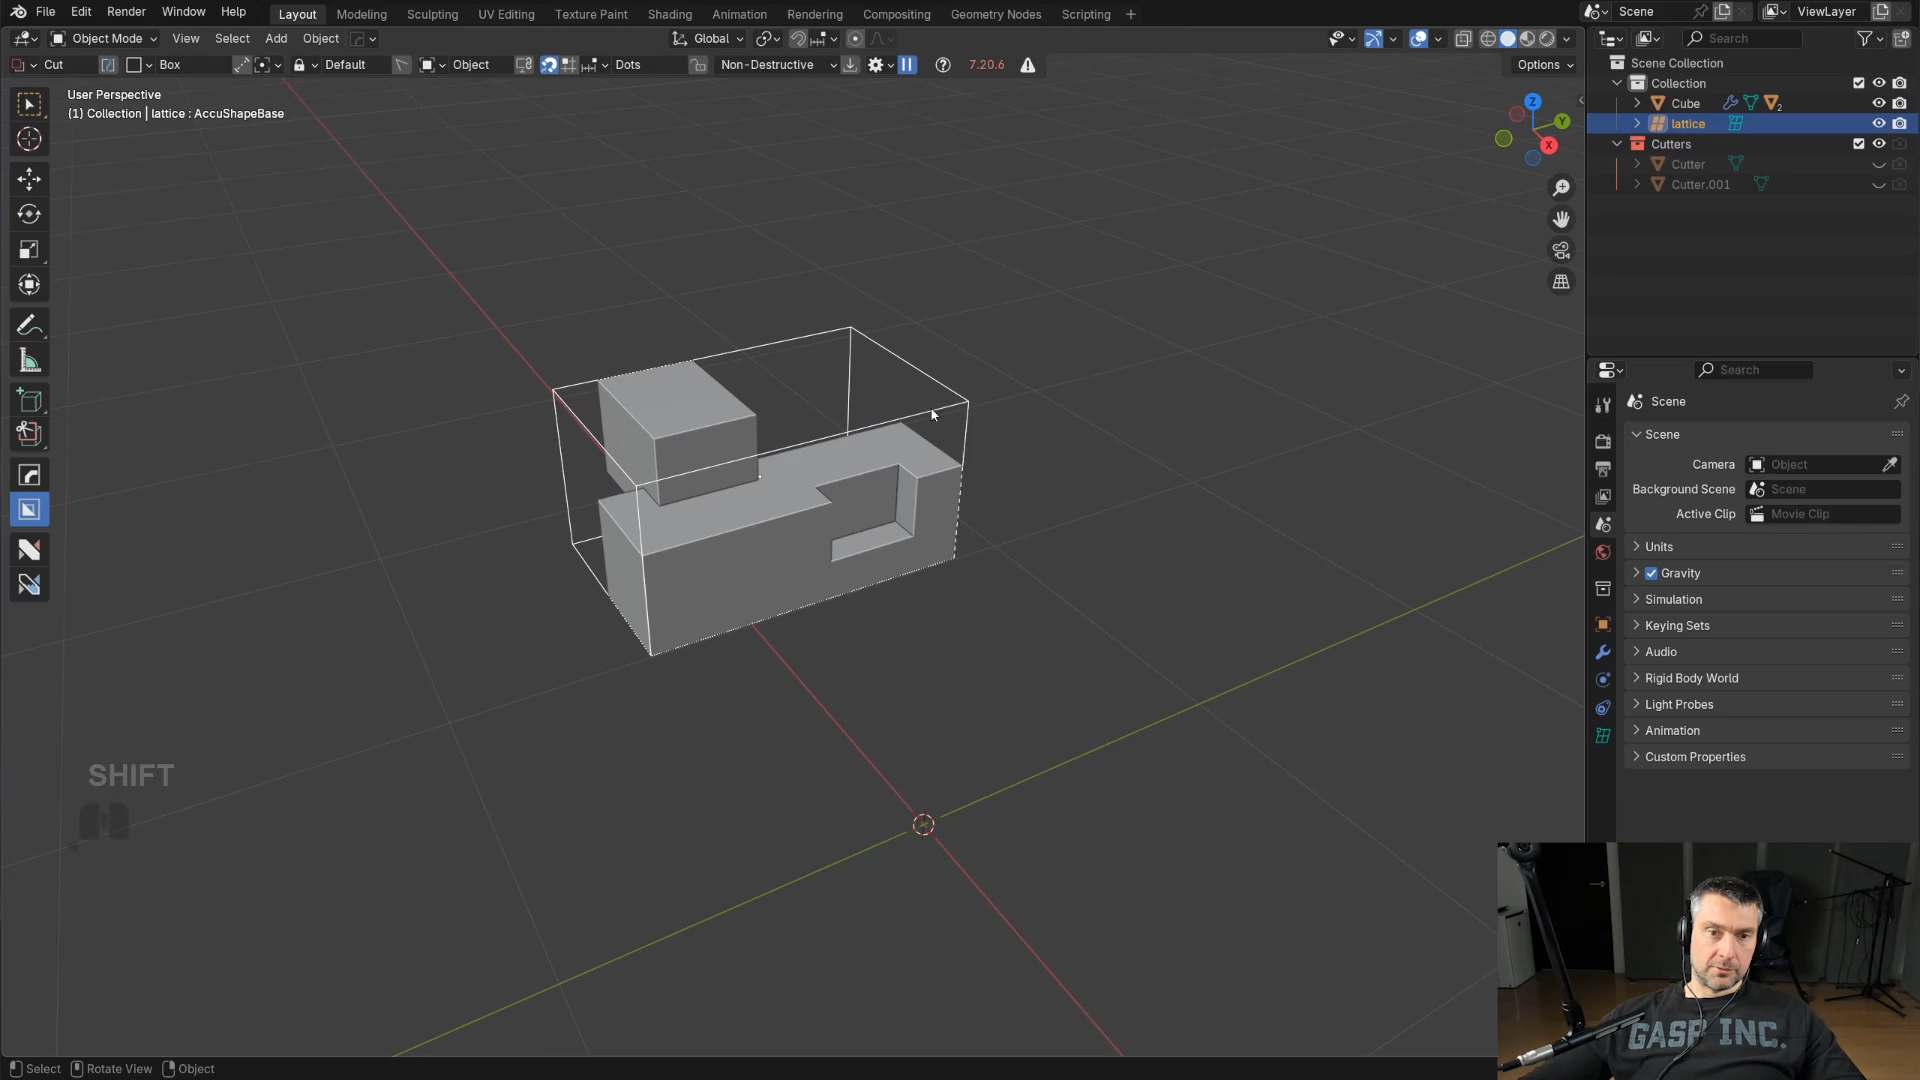 File Edit Render Window Help Layout Modeling Sculpting UV Editing Texture Paint Shading Animation Rendering Compositing Geometry Nodes Scripting Scene ViewLayer
Object Mode View Select Add Object Global Search
Cut Box Default Object Dots Non-Destructive 7.20.6 Options
User Perspective
(1) Collection | lattice : AccuShapeBase
Z
Y
X
SHIFT
Scene Collection
Collection
Cube 2
lattice
Cutters
Cutter
Cutter.001
Search
Scene
Scene
Camera Object
Background Scene Scene
Active Clip Movie Clip
Units
Gravity
Simulation
Keying Sets
Audio
Rigid Body World
Light Probes
Animation
Custom Properties
GASP INC.
Select Rotate View Object